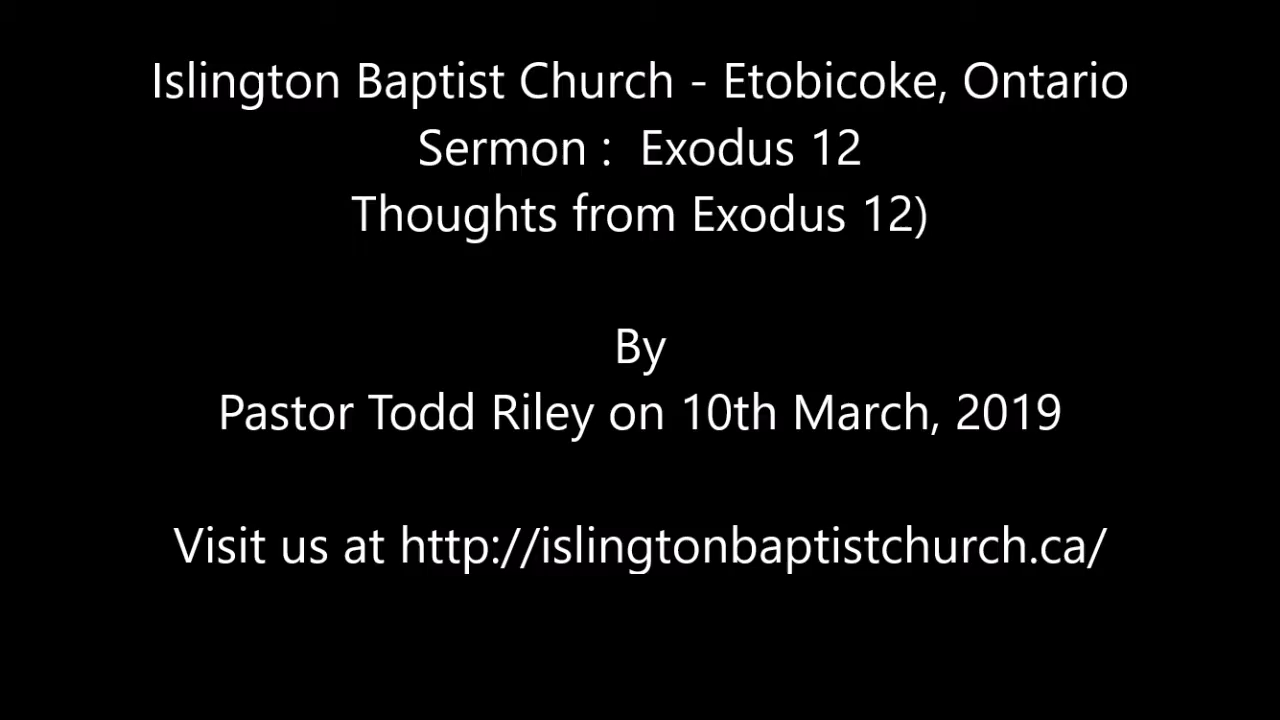 Islington Baptist Church - Etobicoke, Ontario
Sermon :  Exodus 12
Thoughts from Exodus 12)
By
Pastor Todd Riley on 10th March, 2019
Visit us at http://islingtonbaptistchurch.ca/